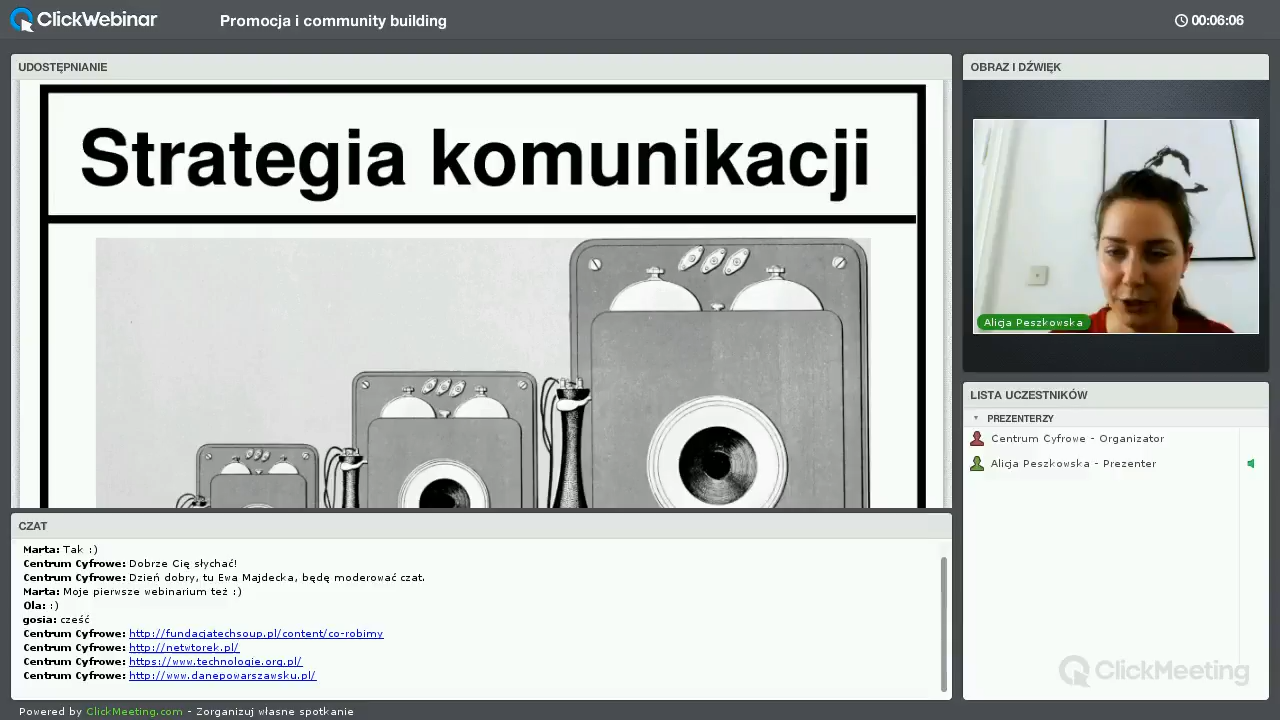 ClickWebinar
Promocja i community building
00:06:06
UDOSTĘPNIANIE
Strategia komunikacji
OBRAZ I DŹWIĘK
Alicja Peszkowska
LISTA UCZESTNIKÓW
PREZENTERZY
Centrum Cyfrowe - Organizator
Alicja Peszkowska - Prezenter
CZAT
Marta: Tak :)
Centrum Cyfrowe: Dobrze Cię słychać!
Centrum Cyfrowe: Dzień dobry, tu Ewa Majdecka, będę moderować czat.
Marta: Moje pierwsze webinarium też :)
Ola: :)
gosia: cześć
Centrum Cyfrowe: http://fundacjatechsoup.pl/content/co-robimy
Centrum Cyfrowe: http://netwtorek.pl/
Centrum Cyfrowe: https://www.technologie.org.pl/
Centrum Cyfrowe: http://www.danepowarszawsku.pl/
ClickMeeting
Powered by ClickMeeting.com - Zorganizuj własne spotkanie